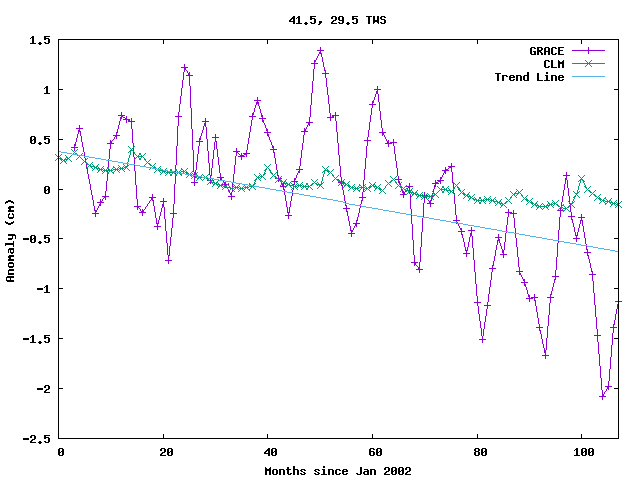 41.5, 29.5 TWS
GRACE
CLM
Trend Line
1.5
1
0.5
0
-0.5
-1
-1.5
-2
-2.5
Anomaly (cm)
0 20 40 60 80 100
Months since Jan 2002